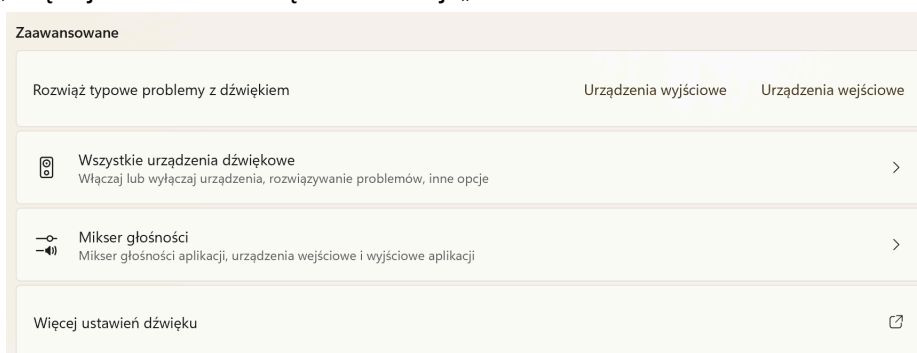 Zaawansowane
Rozwiąż typowe problemy z dźwiękiem Urządzenia wyjściowe Urządzenia wejściowe
Wszystkie urządzenia dźwiękowe
Włączaj lub wyłączaj urządzenia, rozwiązywanie problemów, inne opcje
Mikser głośności
Mikser głośności aplikacji, urządzenia wejściowe i wyjściowe aplikacji
Więcej ustawień dźwięku